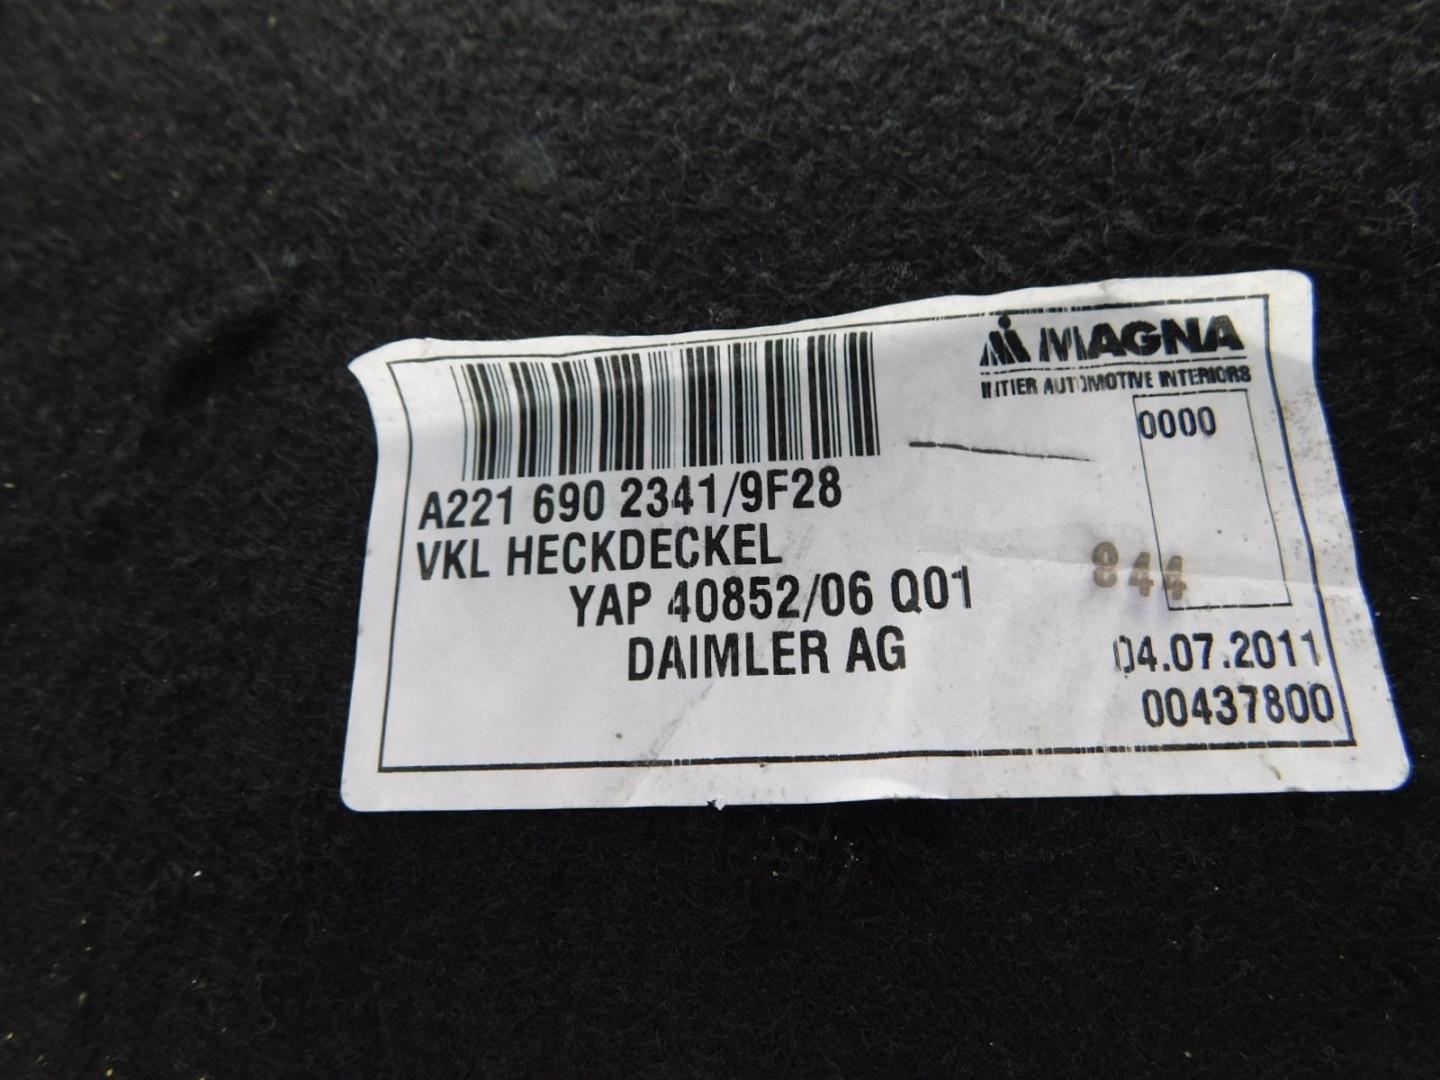 MAGNA
INTIER AUTOMOTIVE INTERIORS
0000
A221 690 2341/9F28
VKL HECKDECKEL
YAP 40852/06 Q01
844
DAIMLER AG
04.07.2011
00437800